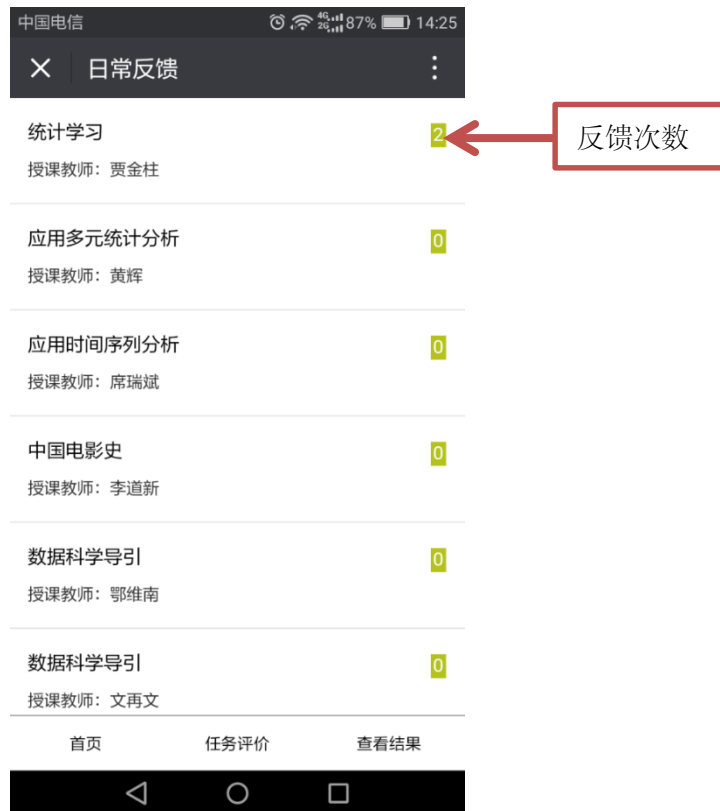 中国电信 4G 2G 87% 14:25
日常反馈
统计学习 2
反馈次数
授课教师：贾金柱
应用多元统计分析 0
授课教师：黄辉
应用时间序列分析 0
授课教师：席瑞斌
中国电影史 0
授课教师：李道新
数据科学导引 0
授课教师：鄂维南
数据科学导引 0
授课教师：文再文
首页 任务评价 查看结果